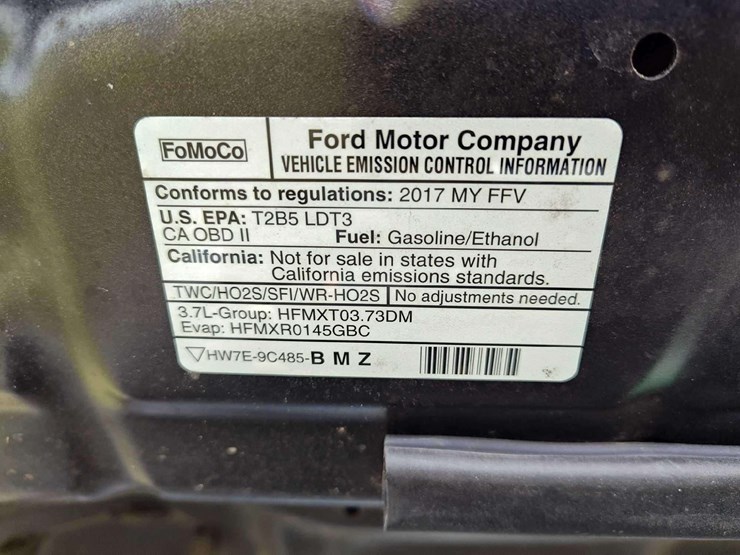 FoMoCo
Ford Motor Company
VEHICLE EMISSION CONTROL INFORMATION
Conforms to regulations: 2017 MY FFV
U.S. EPA: T2B5 LDT3
CA OBD II Fuel: Gasoline/Ethanol
California: Not for sale in states with
California emissions standards.
TWC/HO2S/SFI/WR-HO2S No adjustments needed.
3.7L-Group: HFMXT03.73DM
Evap: HFMXR0145GBC
HW7E-9C485-B M Z